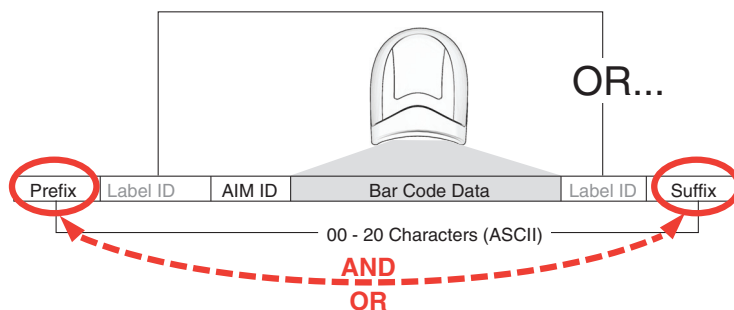 OR...
Prefix Label ID AIM ID Bar Code Data Label ID Suffix
00 - 20 Characters (ASCII)
AND
OR